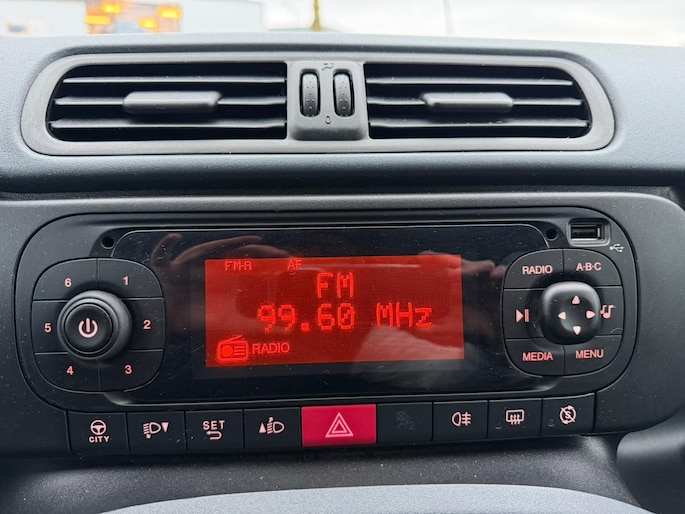 FM-A AF
FM
99.60 MHz
RADIO
6 1
5 2
4 3
RADIO A·B·C
MEDIA MENU
CITY
SET